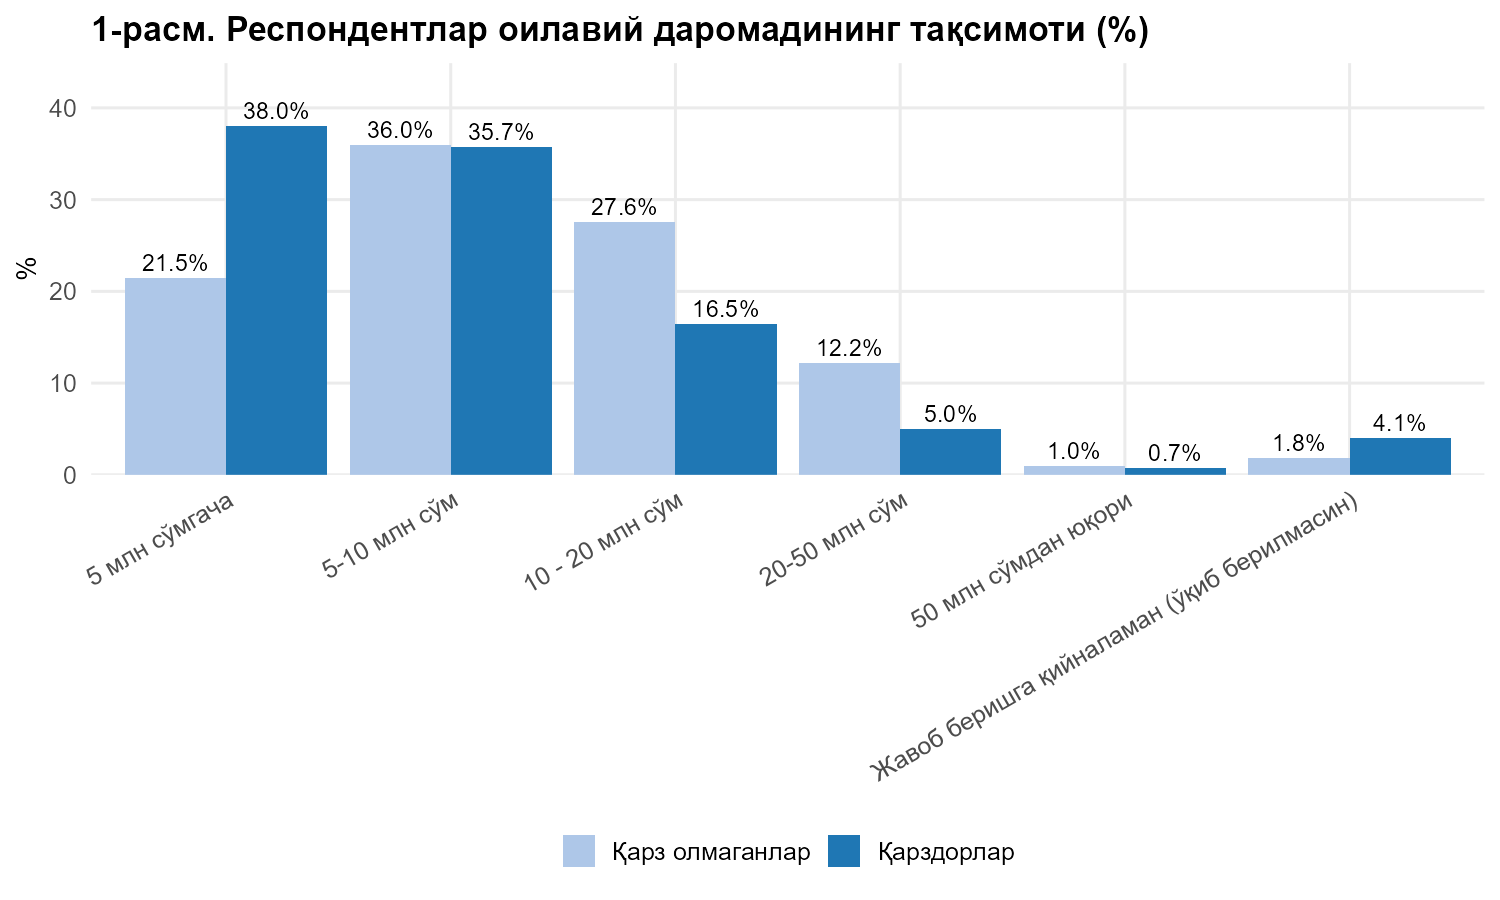 1-расм. Респондентлар оилавий даромадининг тақсимоти (%)
%
40
30
20
10
0
21.5%
38.0%
36.0%
35.7%
27.6%
16.5%
12.2%
5.0%
1.0%
0.7%
1.8%
4.1%
5 млн сўмгача
5-10 млн сўм
10 - 20 млн сўм
20-50 млн сўм
50 млн сўмдан юқори
Жавоб беришга қийналаман (ўқиб берилмасин)
Қарз олмаганлар
Қарздорлар